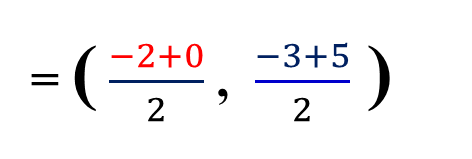 = ( (−2+0)/2 , (−3+5)/2 )